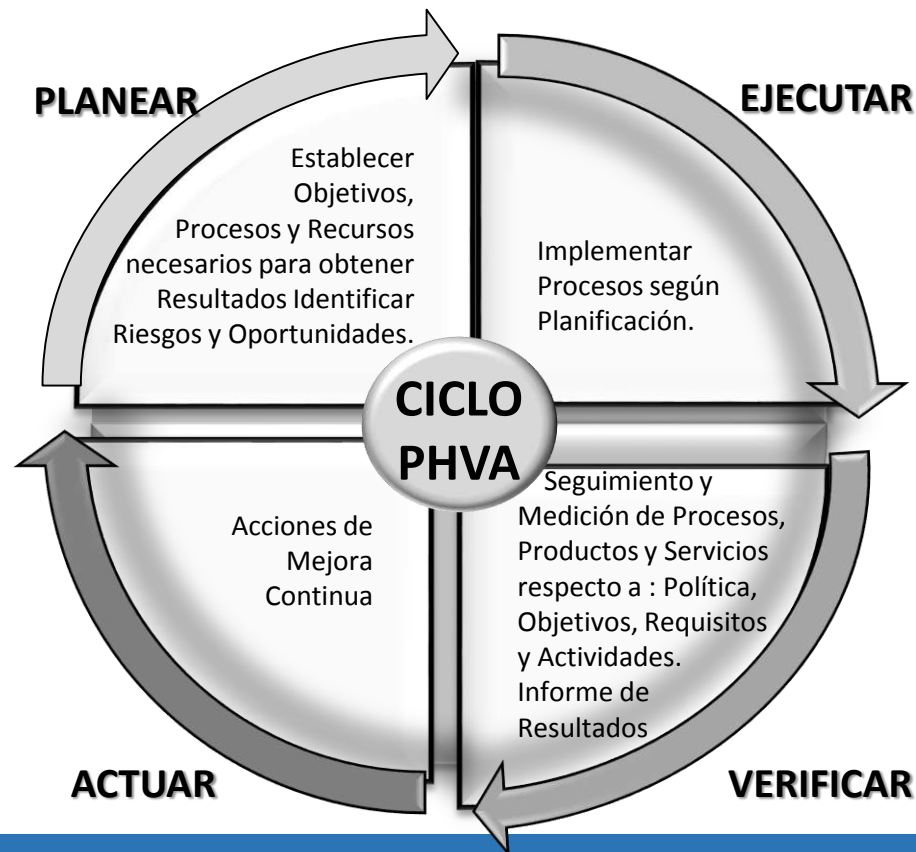 PLANEAR
Establecer
Objetivos,
Procesos y Recursos
necesarios para obtener
Resultados Identificar
Riesgos y Oportunidades.
EJECUTAR
Implementar
Procesos según
Planificación.
CICLO
PHVA
Acciones de
Mejora
Continua
ACTUAR
Seguimiento y
Medición de Procesos,
Productos y Servicios
respecto a : Política,
Objetivos, Requisitos
y Actividades.
Informe de
Resultados
VERIFICAR